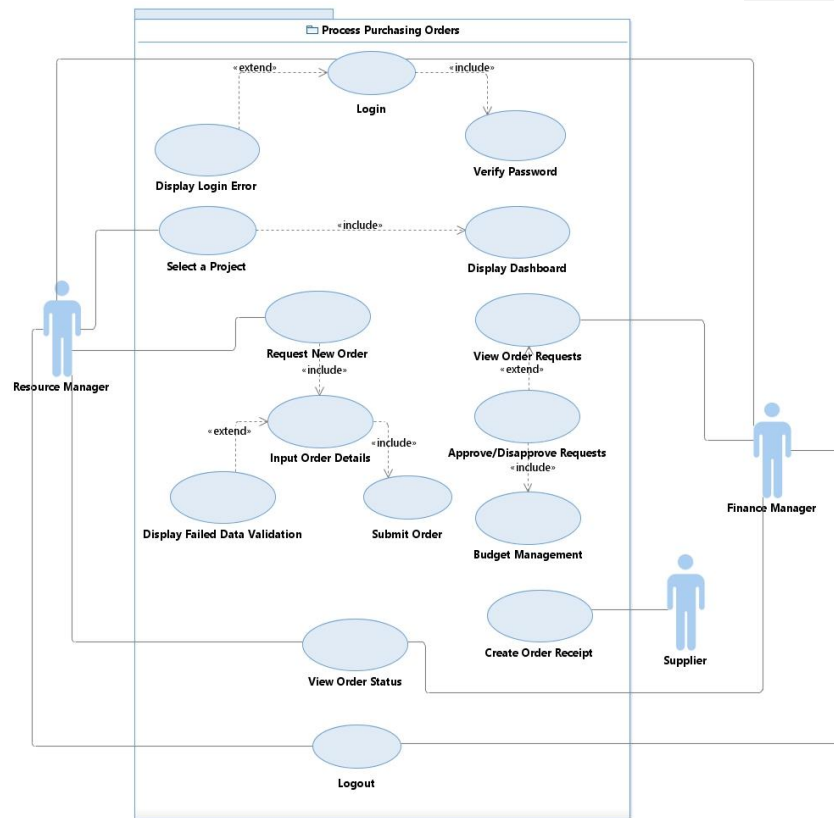 Process Purchasing Orders
«extend»
«include»
Login
Display Login Error
Verify Password
«include»
Select a Project
Display Dashboard
Resource Manager
Request New Order
View Order Requests
«include»
«extend»
«extend»
«include»
Input Order Details
Approve/Disapprove Requests
«include»
Display Failed Data Validation
Submit Order
Budget Management
Finance Manager
Create Order Receipt
Supplier
View Order Status
Logout